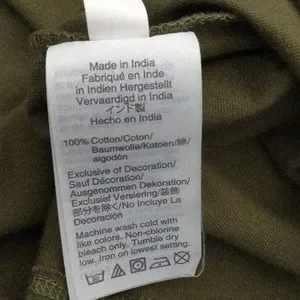 Made in India
Fabriqué en Inde
in Indien Hergestellt
Vervaardigd in India
インド製
Hecho en India
100% Cotton/Coton/
Baumwolle/Katoen/綿/
algodón
Exclusive of Decoration/
Sauf Décoration/
Ausgenommen Dekoration/
Exclusief Versiering/装飾
部分を除く/No Incluye La
Decoración
Machine wash cold with
like colors. Non-chlorine
bleach only. Tumble dry
low. Iron on lowest setting.